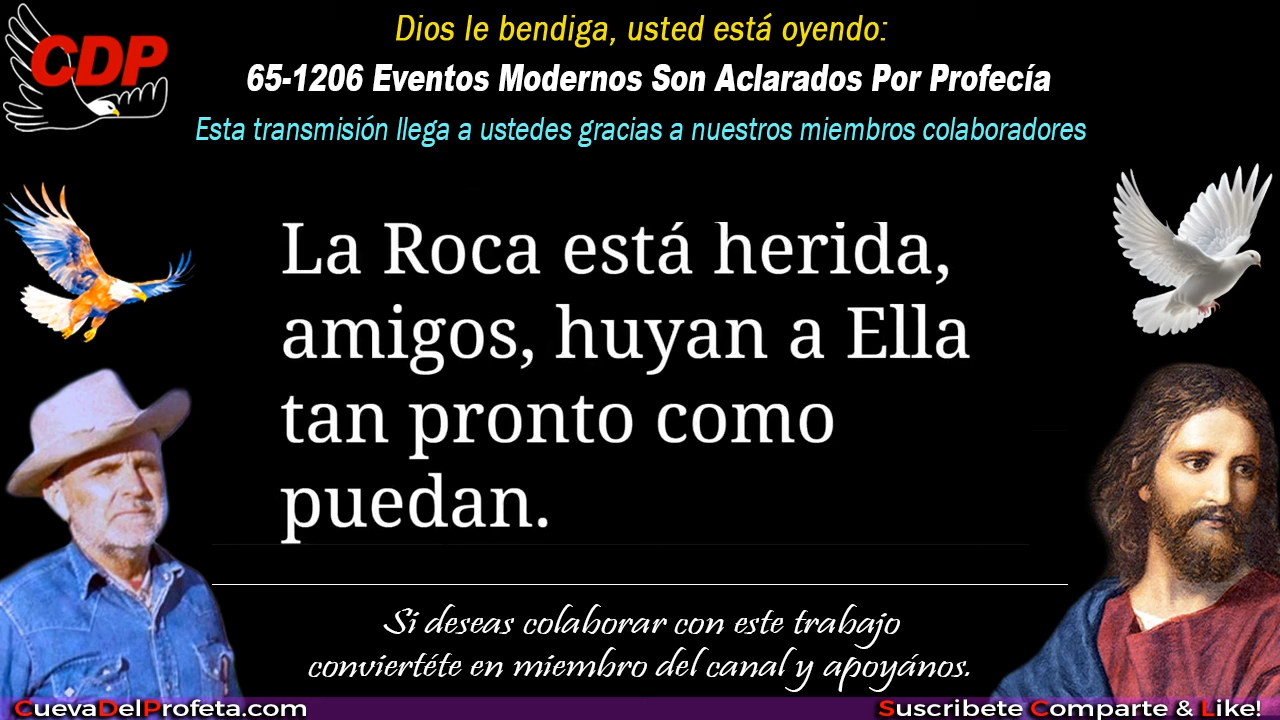 CDP
Dios le bendiga, usted está oyendo:
65-1206 Eventos Modernos Son Aclarados Por Profecía
Esta transmisión llega a ustedes gracias a nuestros miembros colaboradores
La Roca está herida,
amigos, huyan a Ella
tan pronto como
puedan.
Si deseas colaborar con este trabajo
conviertéte en miembro del canal y apoyános.
CuevaDelProfeta.com
Suscribete Comparte & Like!